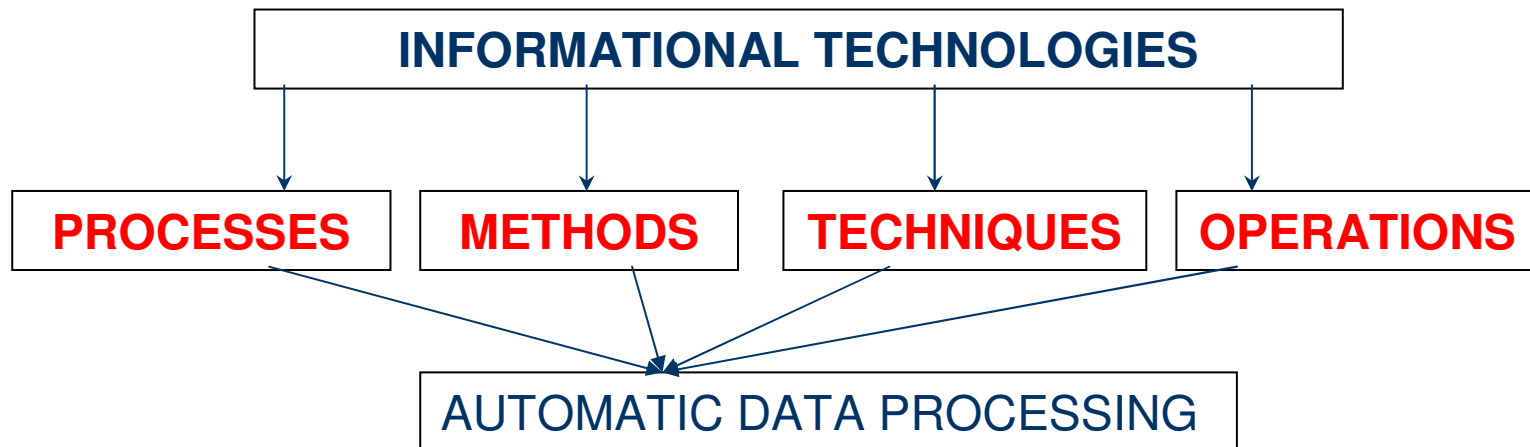 INFORMATIONAL TECHNOLOGIES
PROCESSES METHODS TECHNIQUES OPERATIONS
AUTOMATIC DATA PROCESSING